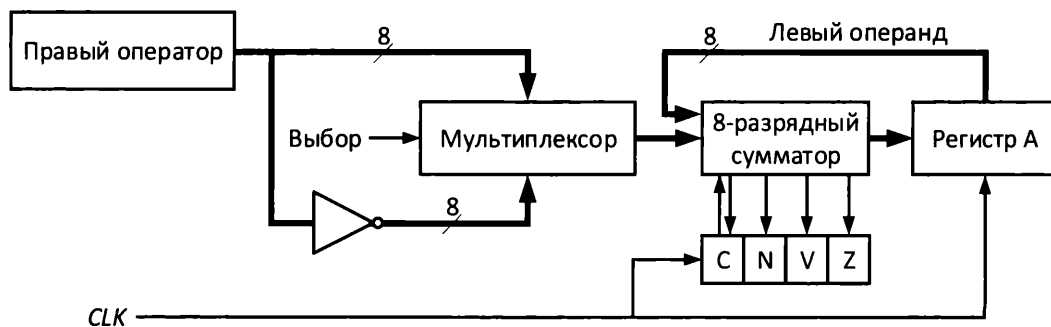 Правый оператор
8
8
Левый операнд
Выбор
Мультиплексор
8-разрядный
сумматор
Регистр А
8
C N V Z
CLK